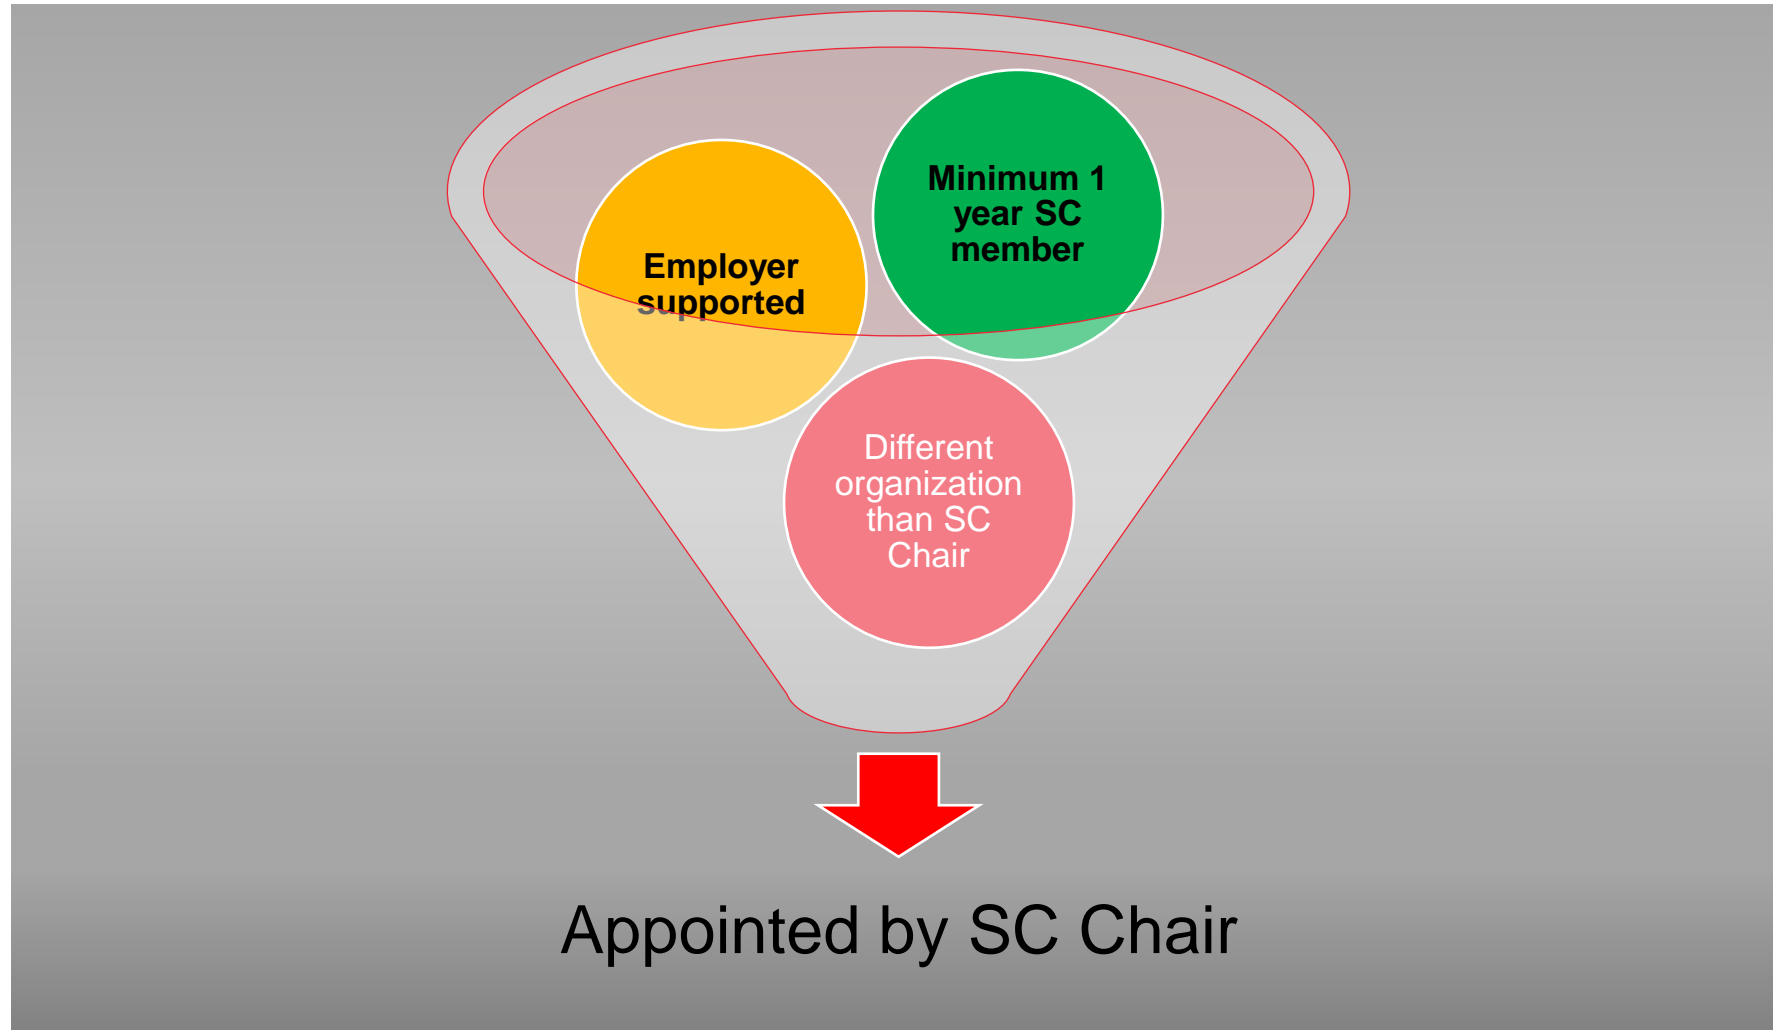 Minimum 1
year SC
member
Employer
supported
Different
organization
than SC
Chair
Appointed by SC Chair